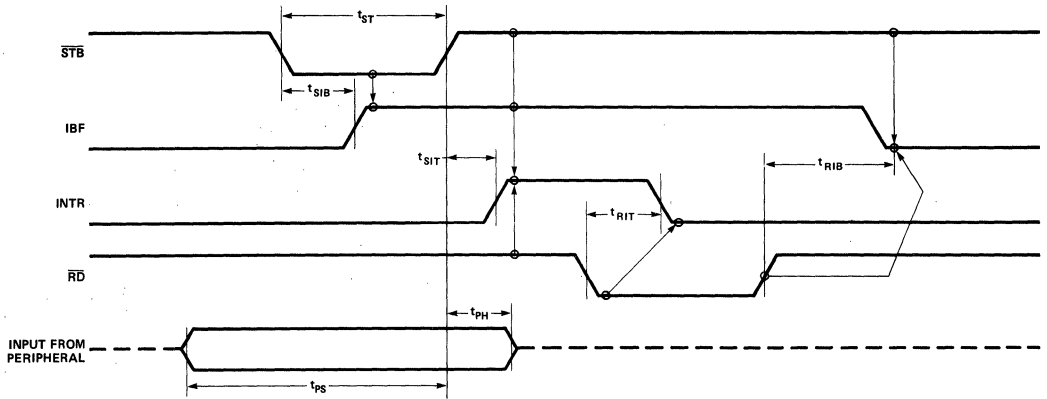 tST
STB
tSIB
IBF
tSIT
tRIB
INTR
tRIT
RD
tPH
INPUT FROM
PERIPHERAL
tPS